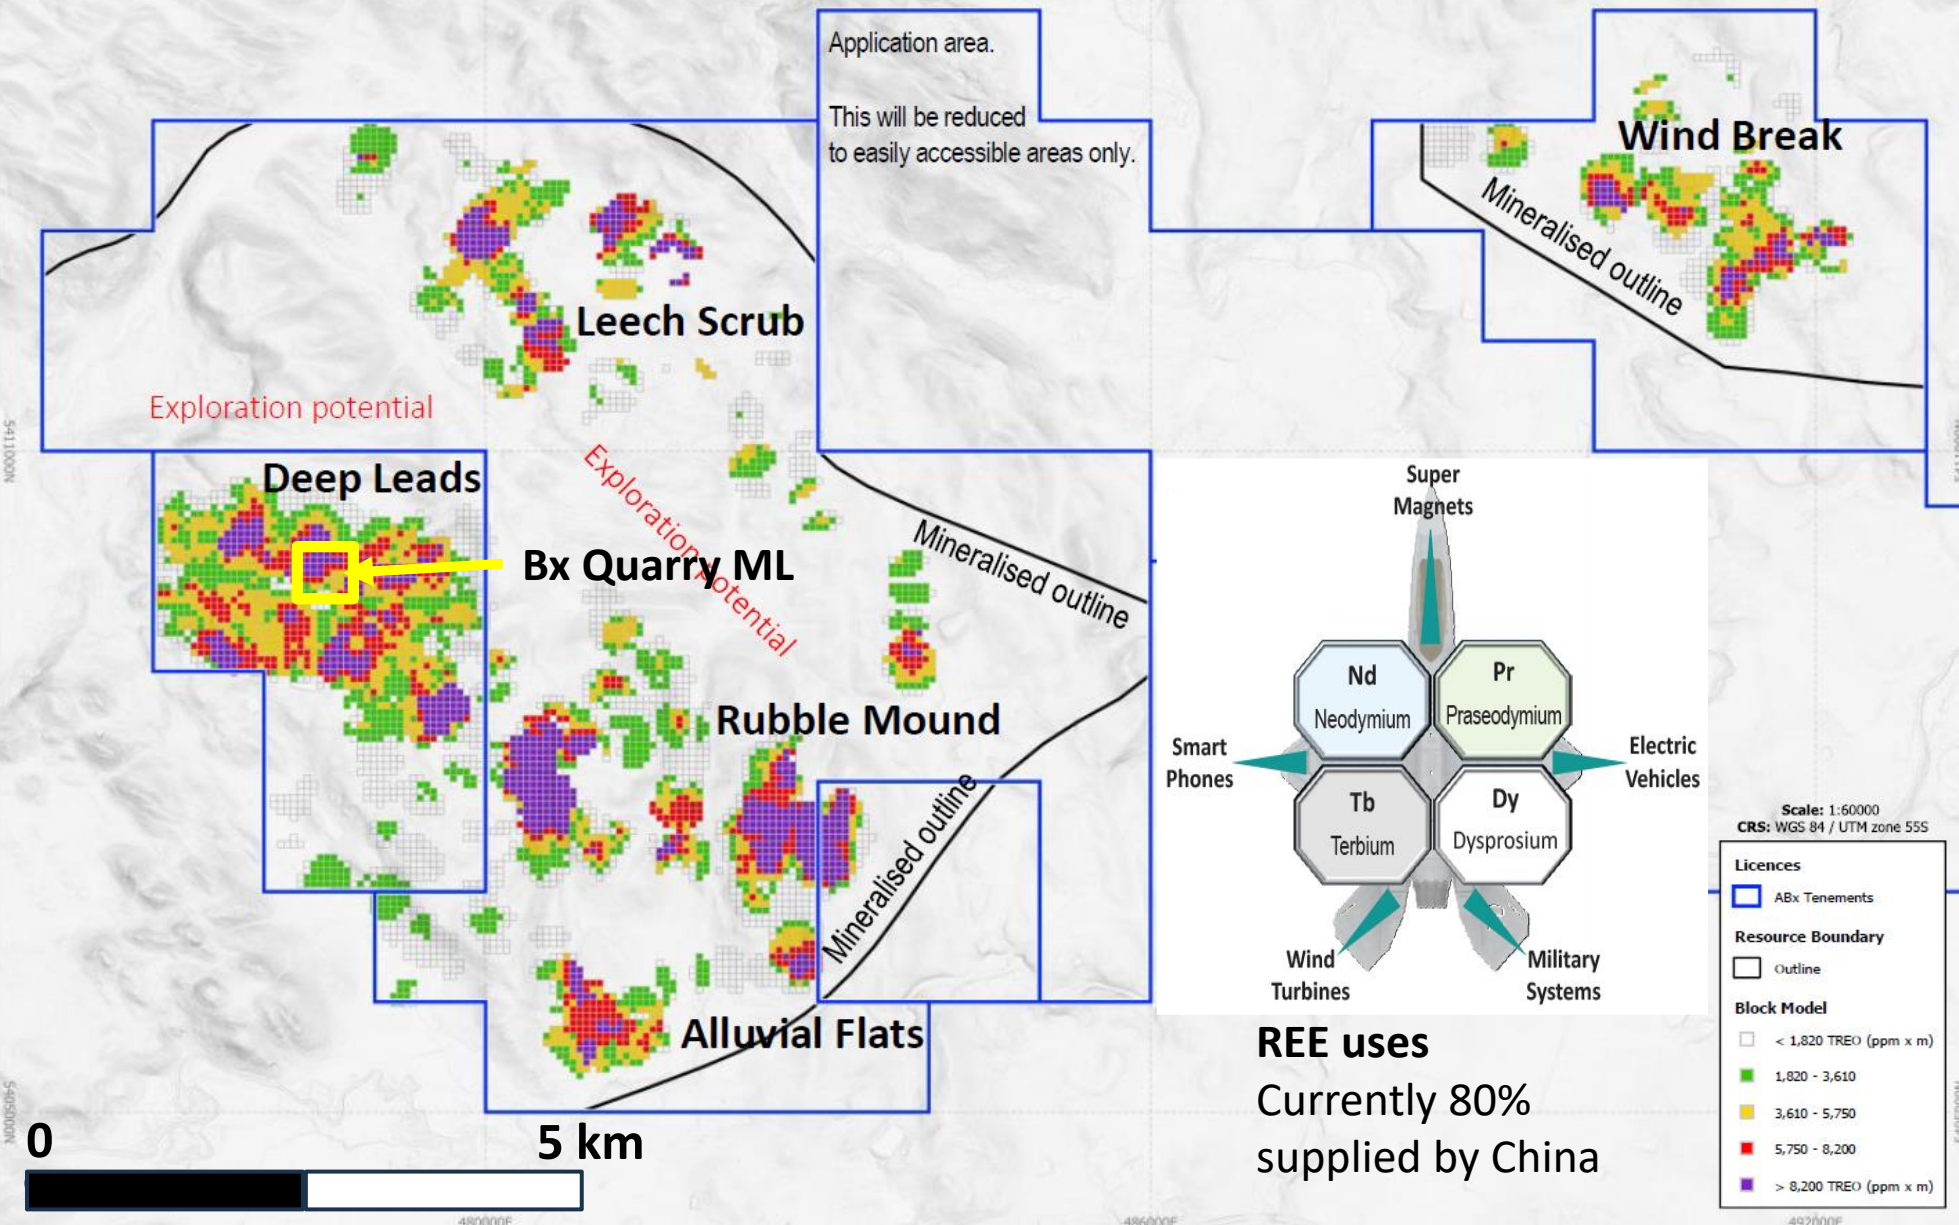 Application area.
This will be reduced
to easily accessible areas only.
Wind Break
Mineralised outline
Leech Scrub
Exploration potential
Deep Leads
Exploration potential
Bx Quarry ML
Mineralised outline
Rubble Mound
Mineralised outline
Alluvial Flats
Super
Magnets
Nd
Neodymium
Pr
Praseodymium
Smart
Phones
Electric
Vehicles
Tb
Terbium
Dy
Dysprosium
Wind
Turbines
Military
Systems
REE uses
Currently 80%
supplied by China
Scale: 1:60000
CRS: WGS 84 / UTM zone 55S
Licences
ABx Tenements
Resource Boundary
Outline
Block Model
< 1,820 TREO (ppm x m)
1,820 - 3,610
3,610 - 5,750
5,750 - 8,200
> 8,200 TREO (ppm x m)
0
5 km
5411000N
5405000N
480000E
486000E
492000E